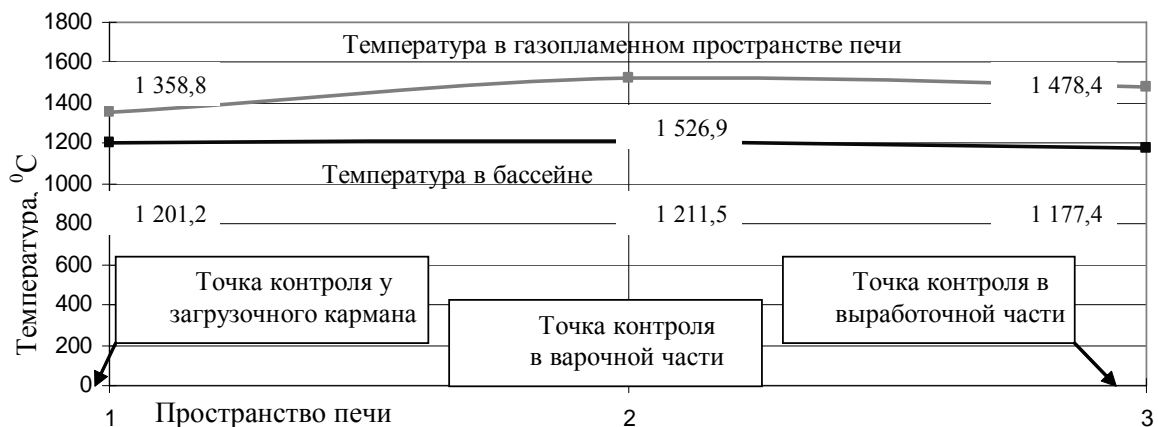 1800
1600
1400
1200
1000
800
600
400
200
0
Температура, ⁰C
Температура в газопламенном пространстве печи
1 358,8
1 478,4
1 526,9
Температура в бассейне
1 201,2
1 211,5
1 177,4
Точка контроля у
загрузочного кармана
Точка контроля
в варочной части
Точка контроля в
выработочной части
1
Пространство печи
2
3